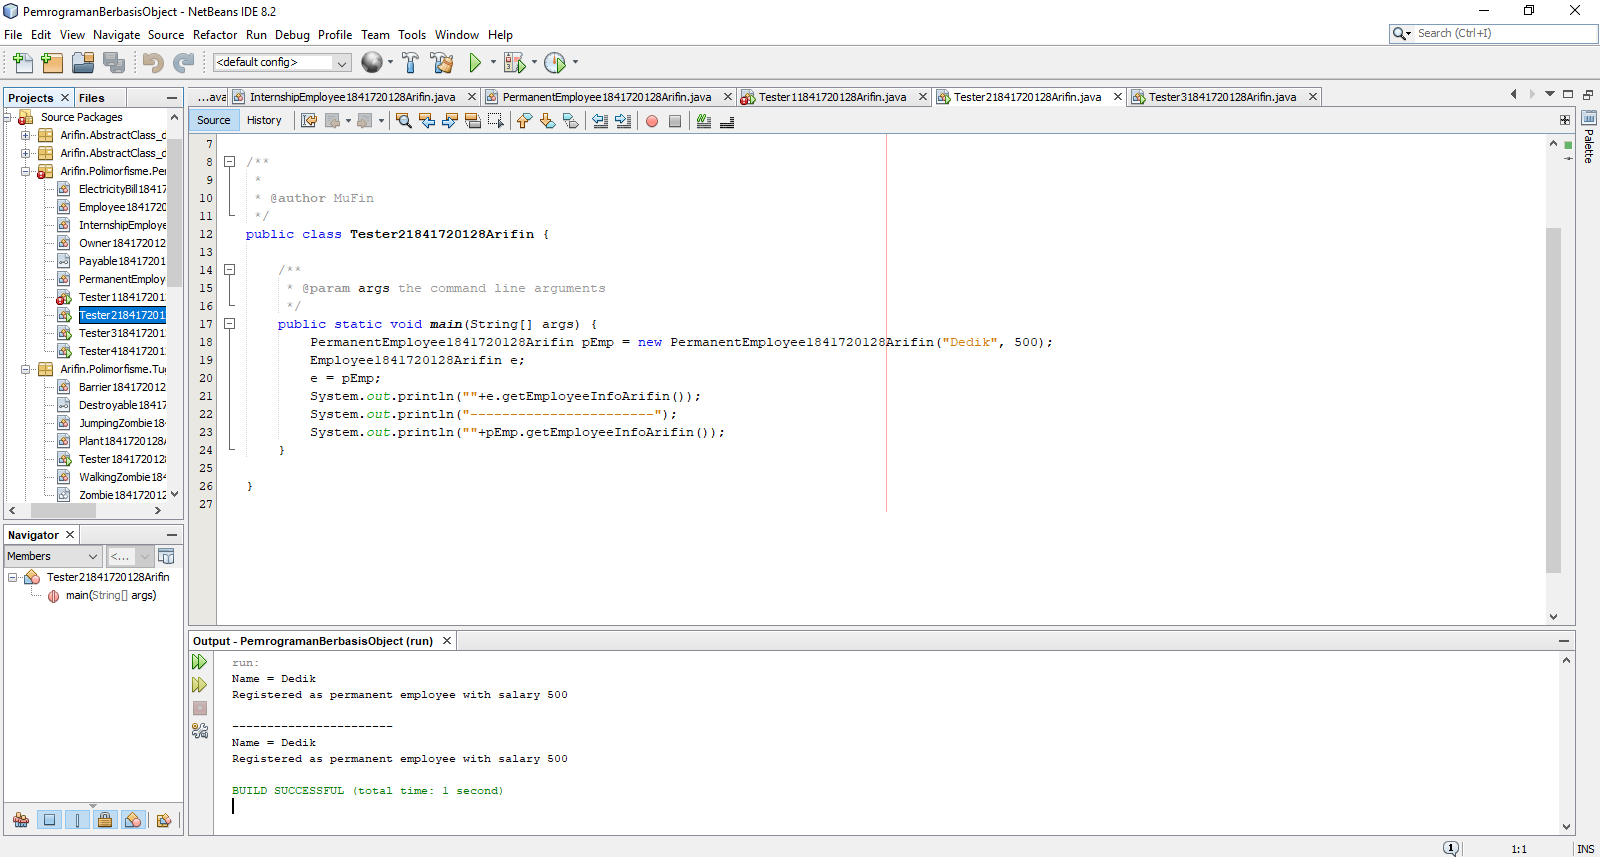 PemrogramanBerbasisObject - NetBeans IDE 8.2
File Edit View Navigate Source Refactor Run Debug Profile Team Tools Window Help
Search (Ctrl+I)
<default config>
Projects Files
Source Packages
Arifin.AbstractClass_d
Arifin.AbstractClass_d
Arifin.Polimorfisme.Per
ElectricityBill18417
Employee1841720
InternshipEmploye
Owner184172012
Payable18417201
PermanentEmploy
Tester118417201
Tester218417201
Tester318417201
Tester418417201
Arifin.Polimorfisme.Tug
Barrier184172012
Destroyable18417
JumpingZombie18
Plant1841720128A
Tester184172012
WalkingZombie184
Zombie184172012
...ava InternshipEmployee1841720128Arifin.java PermanentEmployee1841720128Arifin.java Tester11841720128Arifin.java Tester21841720128Arifin.java Tester31841720128Arifin.java
Source History
7
8 /**
9 *
10 * @author MuFin
11 */
12 public class Tester21841720128Arifin {
13
14 /**
15 * @param args the command line arguments
16 */
17 public static void main(String[] args) {
18 PermanentEmployee1841720128Arifin pEmp = new PermanentEmployee1841720128Arifin("Dedik", 500);
19 Employee1841720128Arifin e;
20 e = pEmp;
21 System.out.println(""+e.getEmployeeInfoArifin());
22 System.out.println("-----------------------");
23 System.out.println(""+pEmp.getEmployeeInfoArifin());
24 }
25
26 }
27
Palette
Navigator
Members <...
Tester21841720128Arifin
main(String[] args)
Output - PemrogramanBerbasisObject (run)
run:
Name = Dedik
Registered as permanent employee with salary 500
-----------------------
Name = Dedik
Registered as permanent employee with salary 500
BUILD SUCCESSFUL (total time: 1 second)
1 1:1 INS